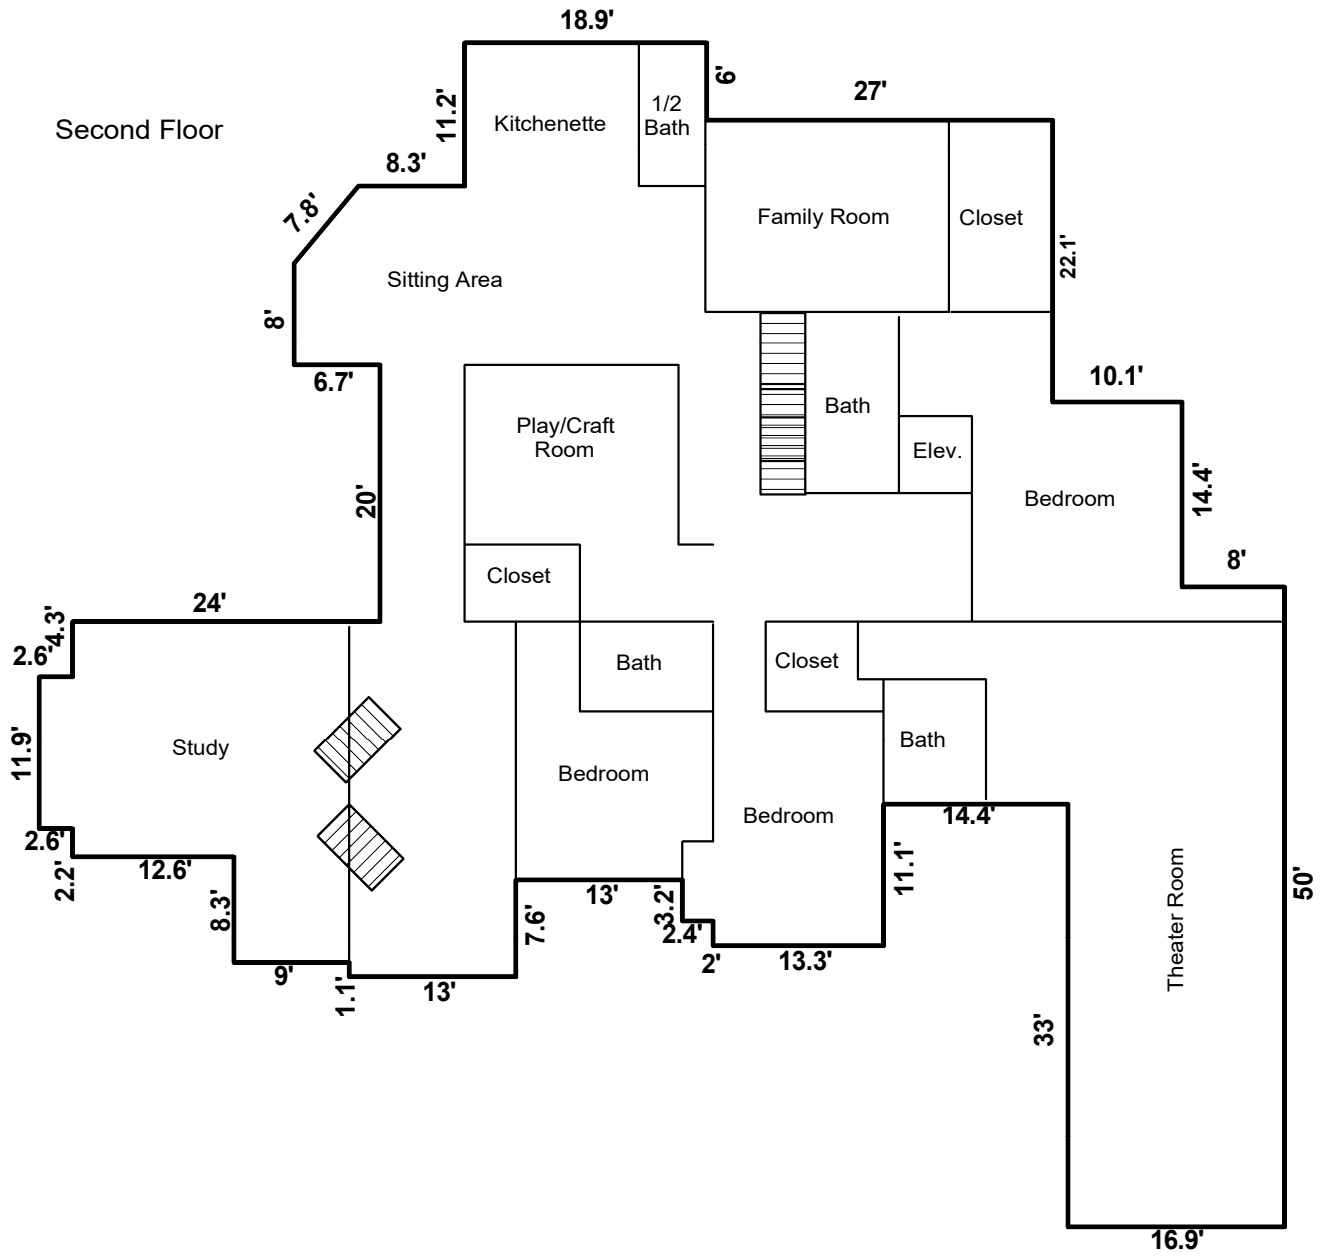 18.9'
6'
27'
Second Floor
11.2'
Kitchenette
1/2
Bath
8.3'
7.8'
Family Room
Closet
22.1'
Sitting Area
8'
6.7'
10.1'
Bath
Play/Craft
Room
Elev.
20'
Bedroom
14.4'
8'
Closet
24'
4.3'
2.6'
Bath
Closet
11.9'
Study
Bath
Bedroom
Bedroom
14.4'
2.6'
12.6'
2.2'
8.3'
13'
3.2'
11.1'
50'
7.6'
2.4'
2'
13.3'
Theater Room
9'
1.1'
13'
33'
16.9'